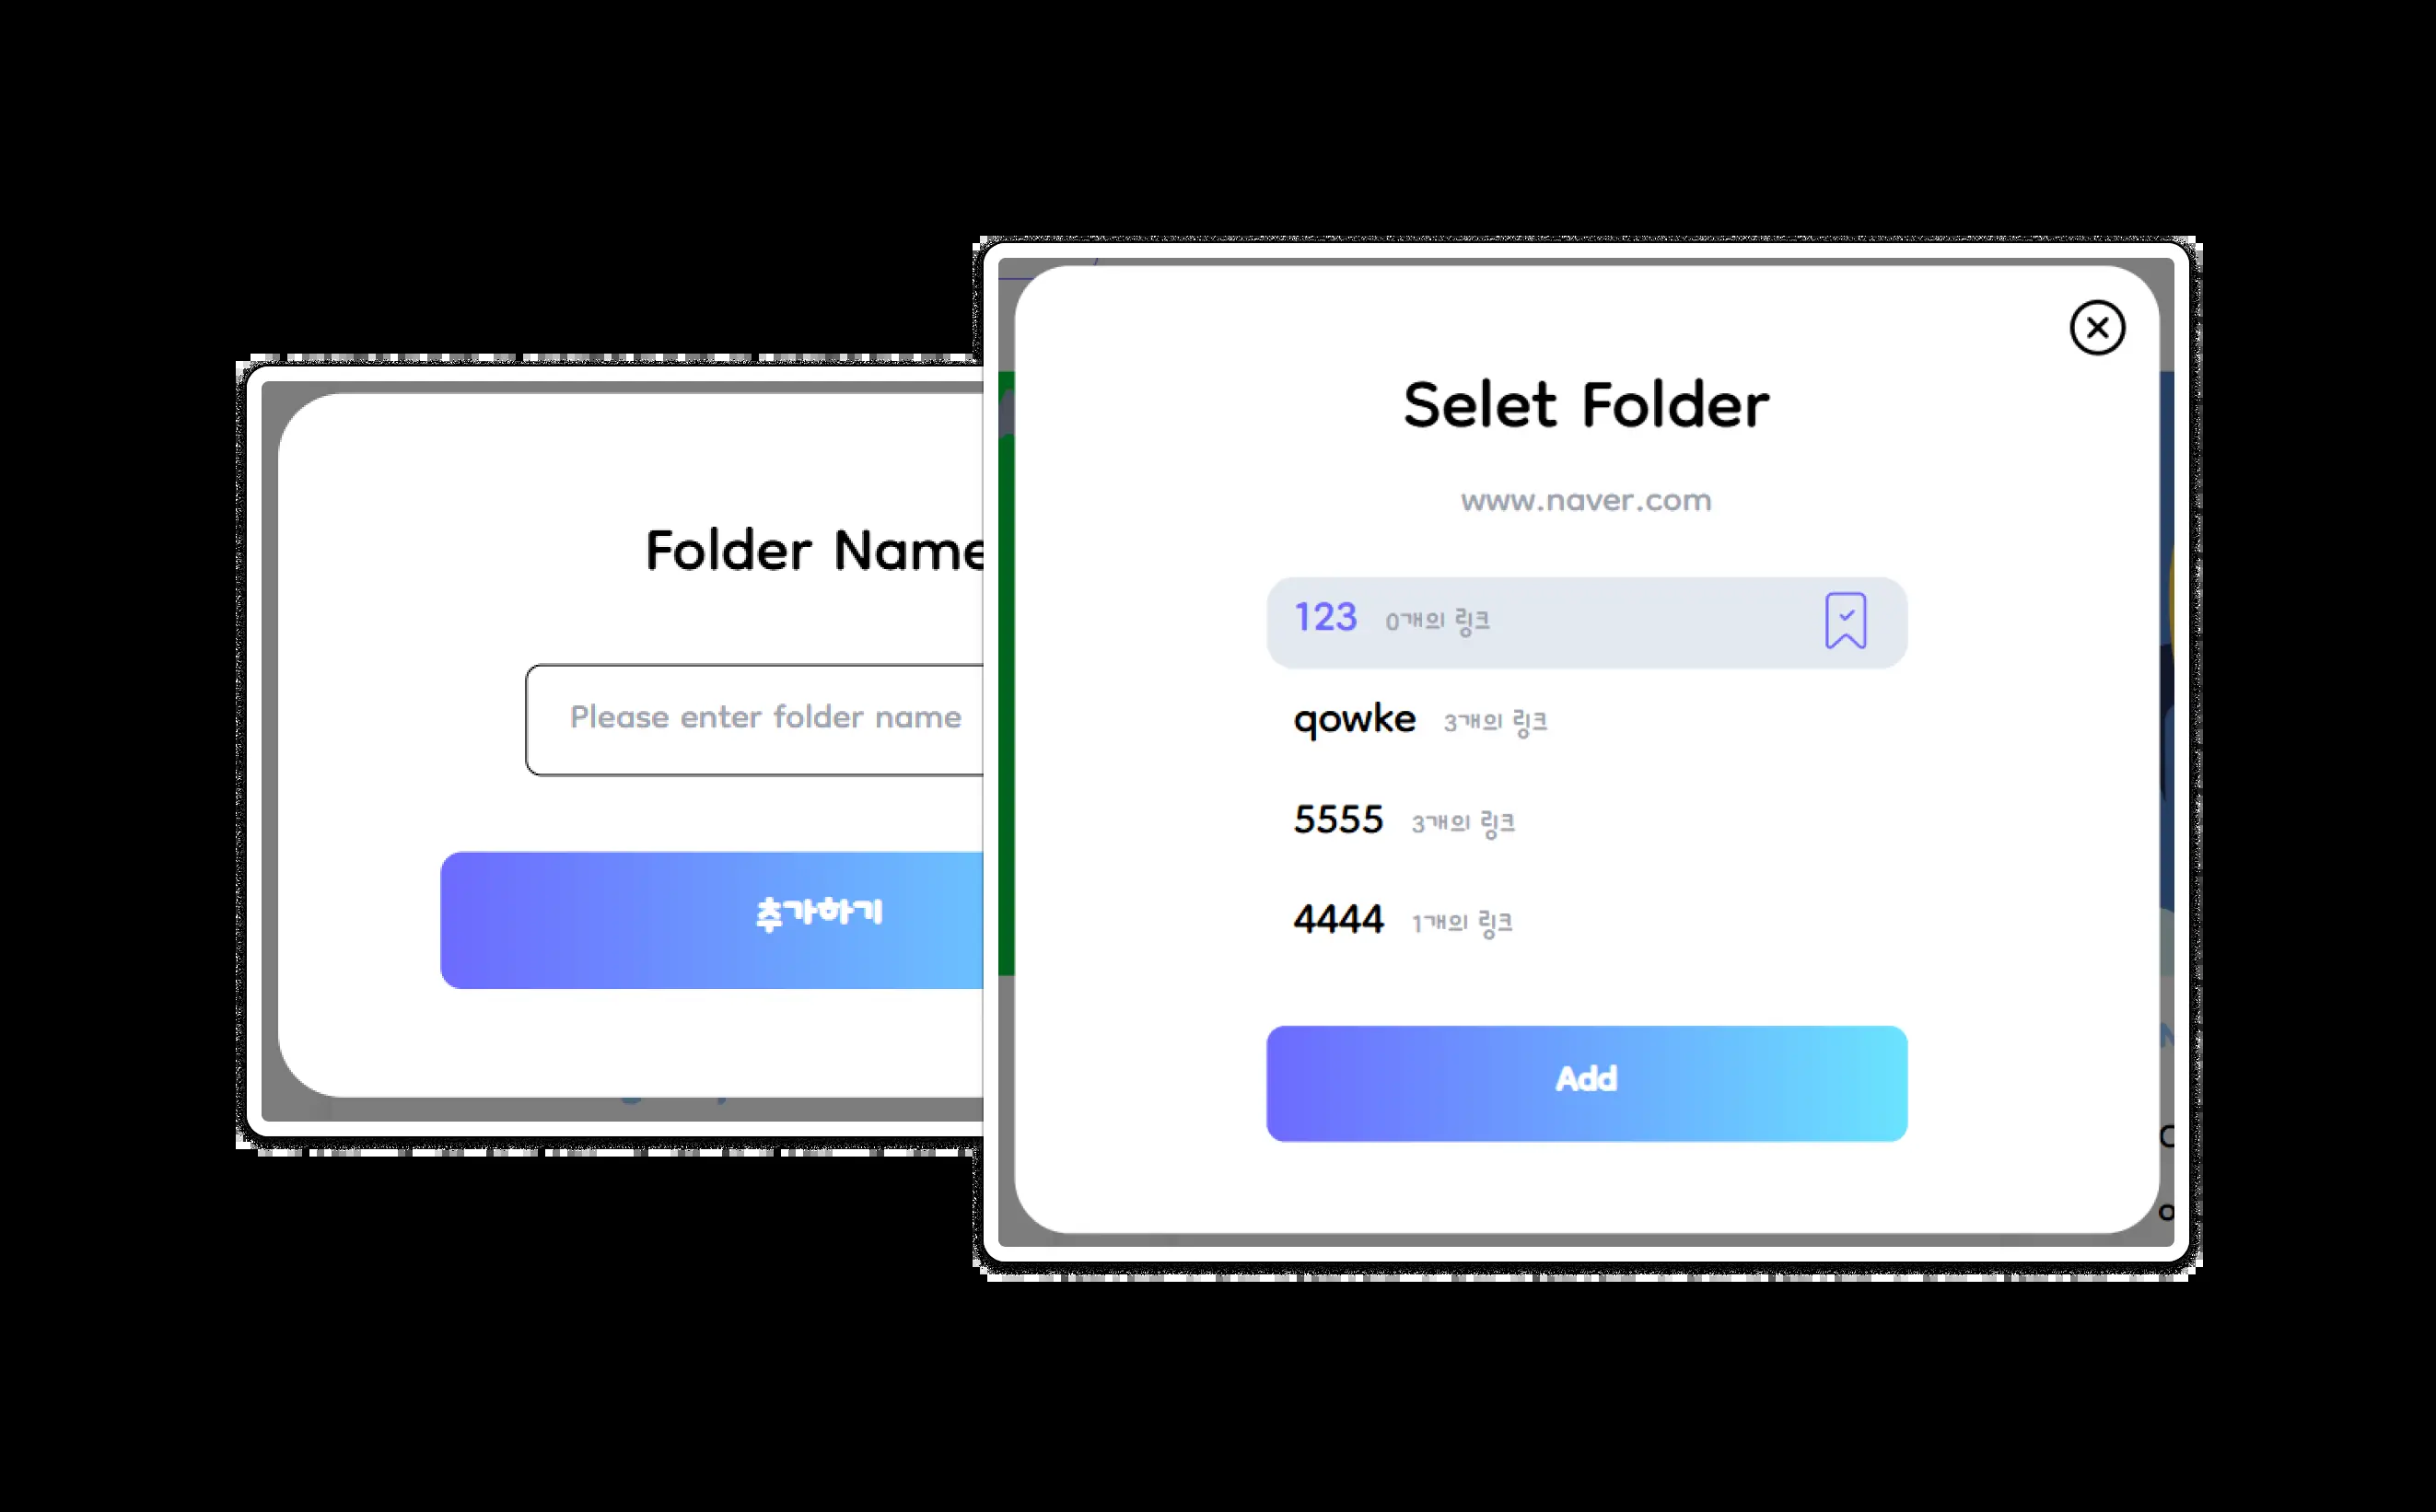 Folder Name
Please enter folder name
추가하기
Selet Folder
www.naver.com
123 0개의 링크
qowke 3개의 링크
5555 3개의 링크
4444 1개의 링크
Add